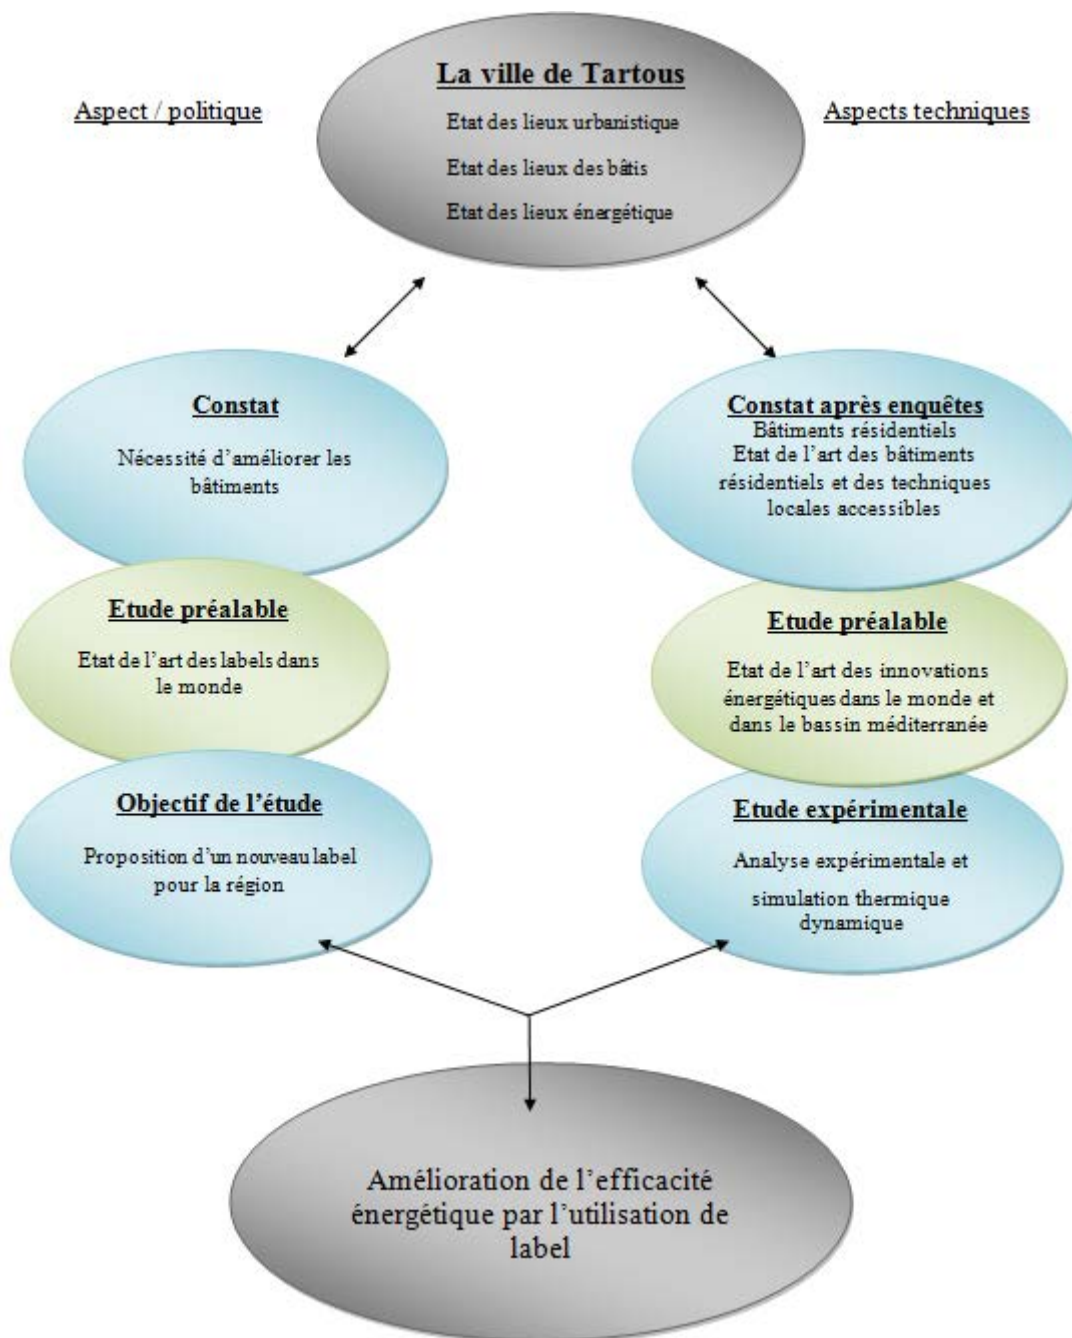 La ville de Tartous
Aspect / politique
Aspects techniques
Etat des lieux urbanistique
Etat des lieux des bâtis
Etat des lieux énergétique
Constat
Nécessité d'améliorer les
bâtiments
Constat après enquêtes
Bâtiments résidentiels
Etat de l'art des bâtiments
résidentiels et des techniques
locales accessibles
Etude préalable
Etat de l'art des labels dans
le monde
Etude préalable
Etat de l'art des innovations
énergétiques dans le monde et
dans le bassin méditerranée
Objectif de l'étude
Proposition d'un nouveau label
pour la région
Etude expérimentale
Analyse expérimentale et
simulation thermique
dynamique
Amélioration de l'efficacité
énergétique par l'utilisation de
label